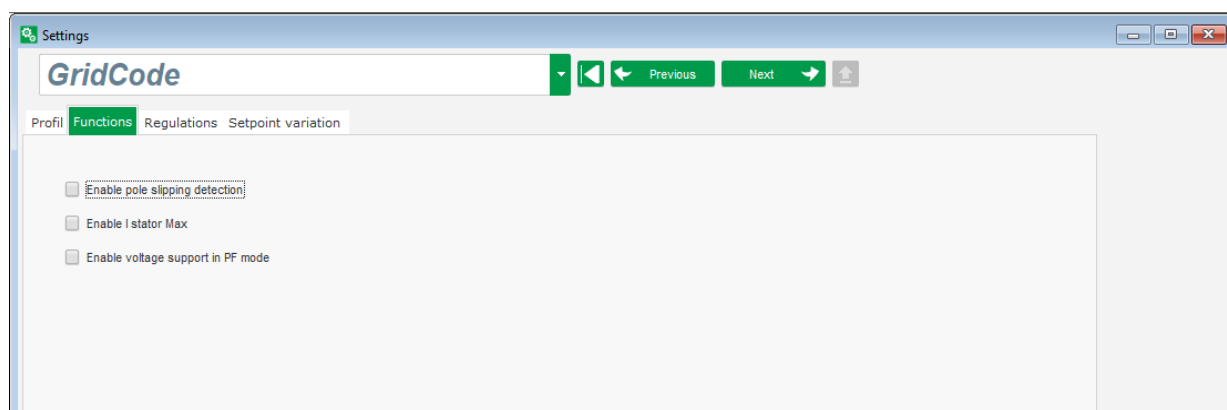 Settings
GridCode
Previous Next
Profil Functions Regulations Setpoint variation
Enable pole slipping detection
Enable I stator Max
Enable voltage support in PF mode